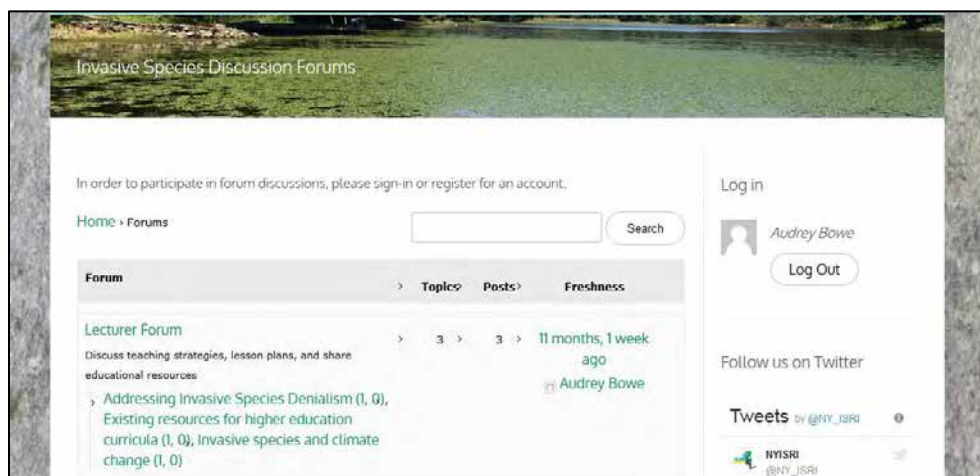 Invasive Species Discussion Forums
In order to participate in forum discussions, please sign-in or register for an account.
Home › Forums
Search
Forum › Topics› Posts› Freshness
Lecturer Forum › 3 › 3 › 11 months, 1 week
ago
Discuss teaching strategies, lesson plans, and share
educational resources
Audrey Bowe
› Addressing Invasive Species Denialism (1, 0),
Existing resources for higher education
curricula (1, 0), Invasive species and climate
change (1, 0)
Log in
Audrey Bowe
Log Out
Follow us on Twitter
Tweets by @NY_ISRI
NYISRI
@NY_ISRI